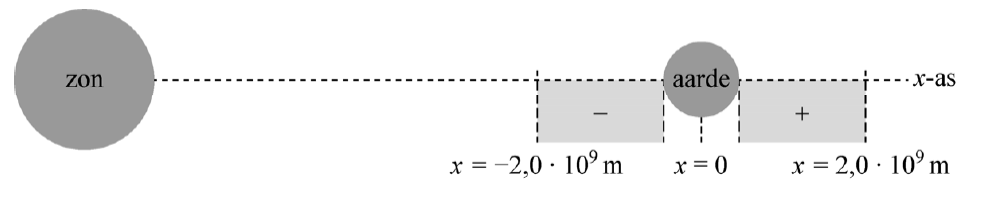 zon
aarde
x-as
−
+
x = −2,0 · 10⁹ m
x = 0
x = 2,0 · 10⁹ m